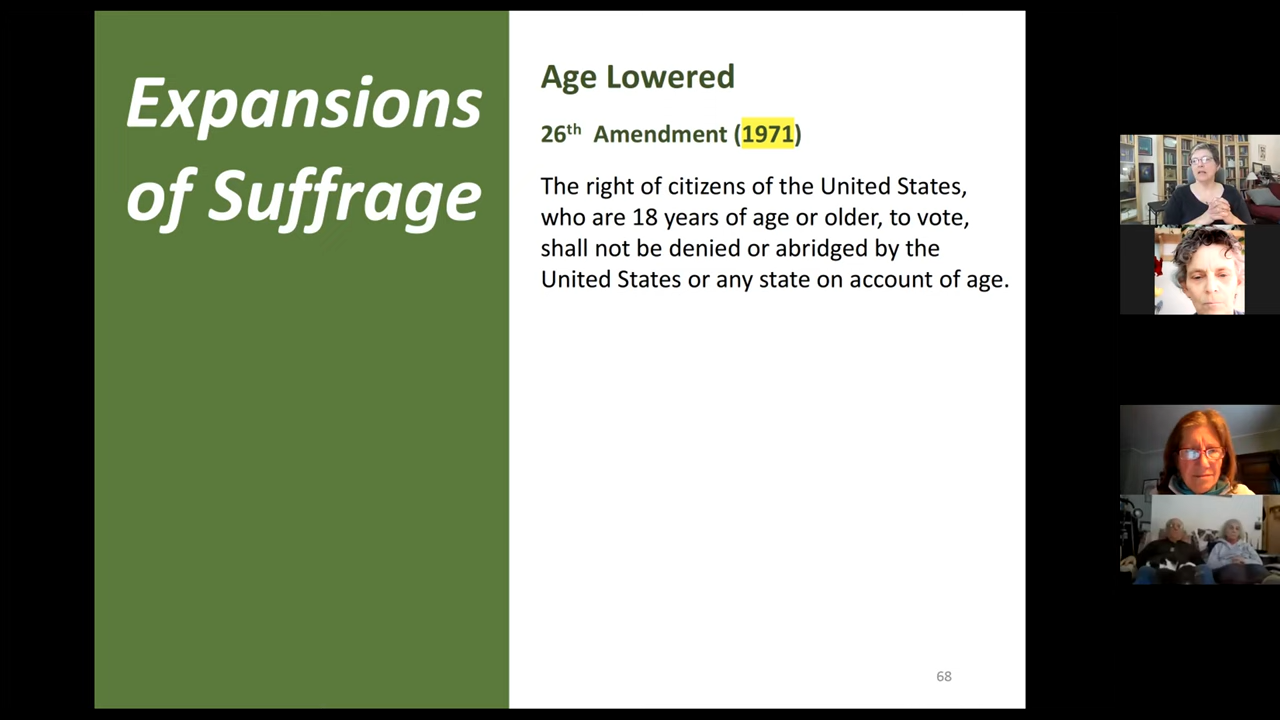 Expansions
of Suffrage
Age Lowered
26th Amendment (1971)
The right of citizens of the United States,
who are 18 years of age or older, to vote,
shall not be denied or abridged by the
United States or any state on account of age.
68